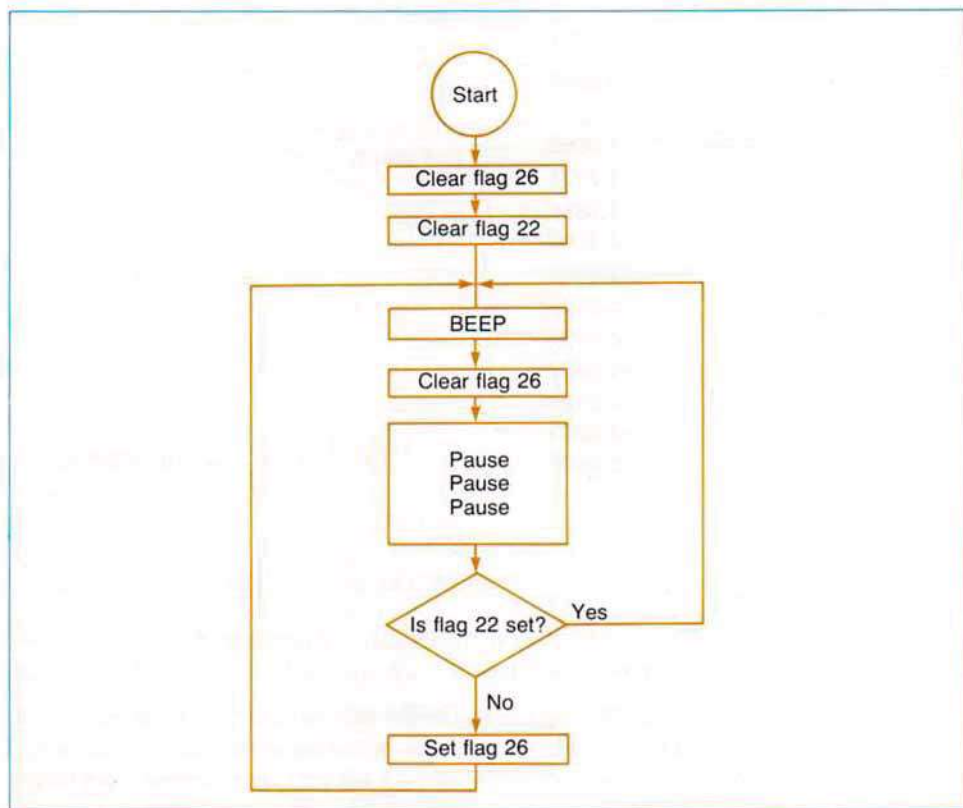 Start
Clear flag 26
Clear flag 22
BEEP
Clear flag 26
Pause
Pause
Pause
Is flag 22 set?
Yes
No
Set flag 26